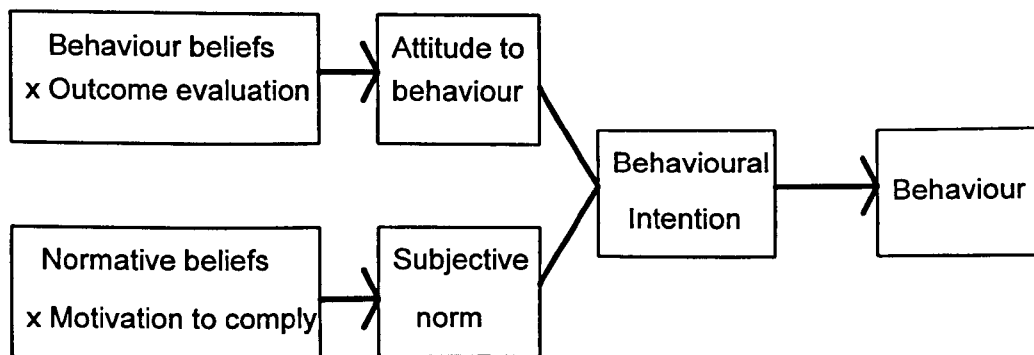 Behaviour beliefs
x Outcome evaluation
Attitude to
behaviour
Behavioural
Intention
Behaviour
Normative beliefs
x Motivation to comply
Subjective
norm